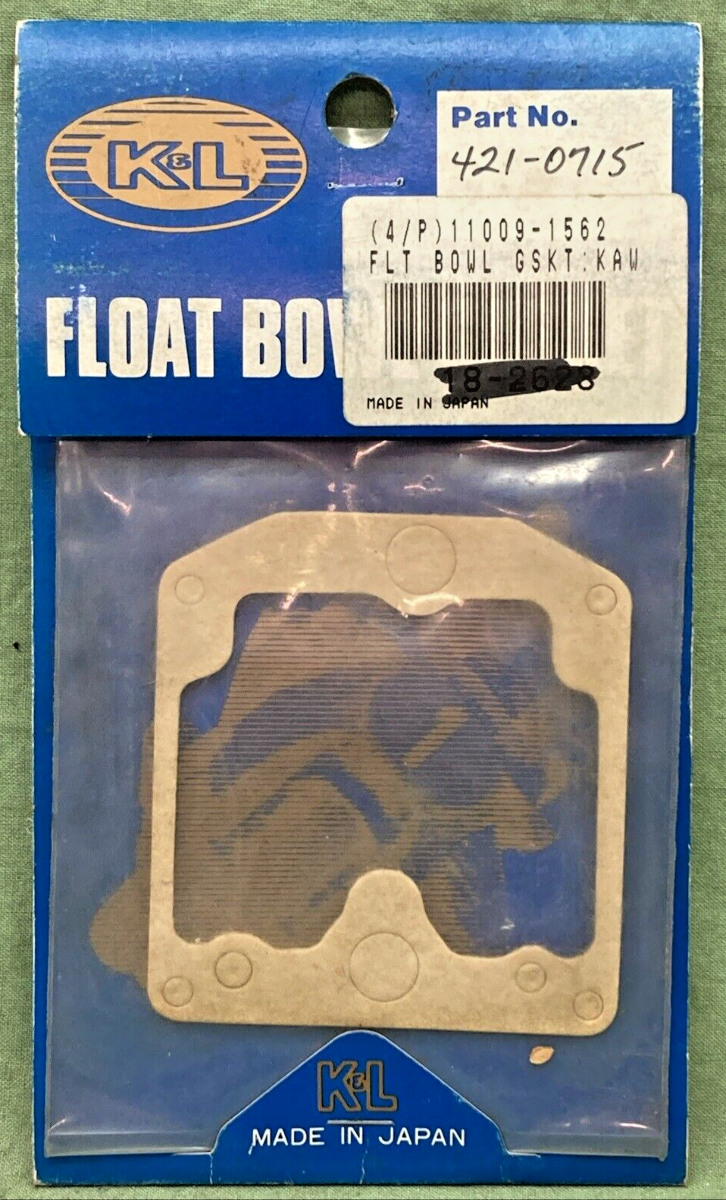 K&L
Part No.
421-0715
(4/P)11009-1562
FLT BOWL GSKT:KAW
FLOAT BOW
18-2628
MADE IN JAPAN
K&L
MADE IN JAPAN